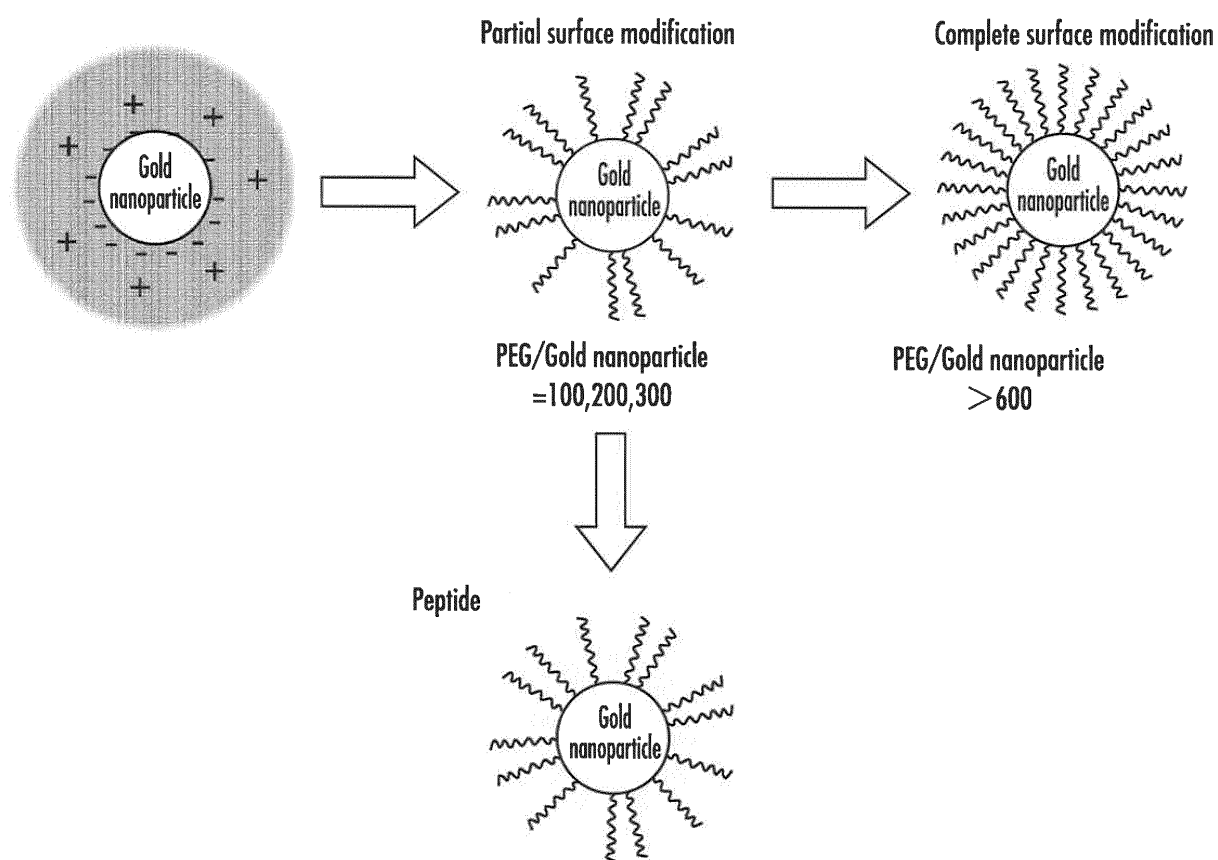 Partial surface modification
Complete surface modification
Gold
nanoparticle
Gold
nanoparticle
Gold
nanoparticle
+
+
+
+
+
+
+
+
-
-
-
-
-
-
-
-
-
-
-
-
-
PEG/Gold nanoparticle
=100,200,300
PEG/Gold nanoparticle
>600
Peptide
Gold
nanoparticle